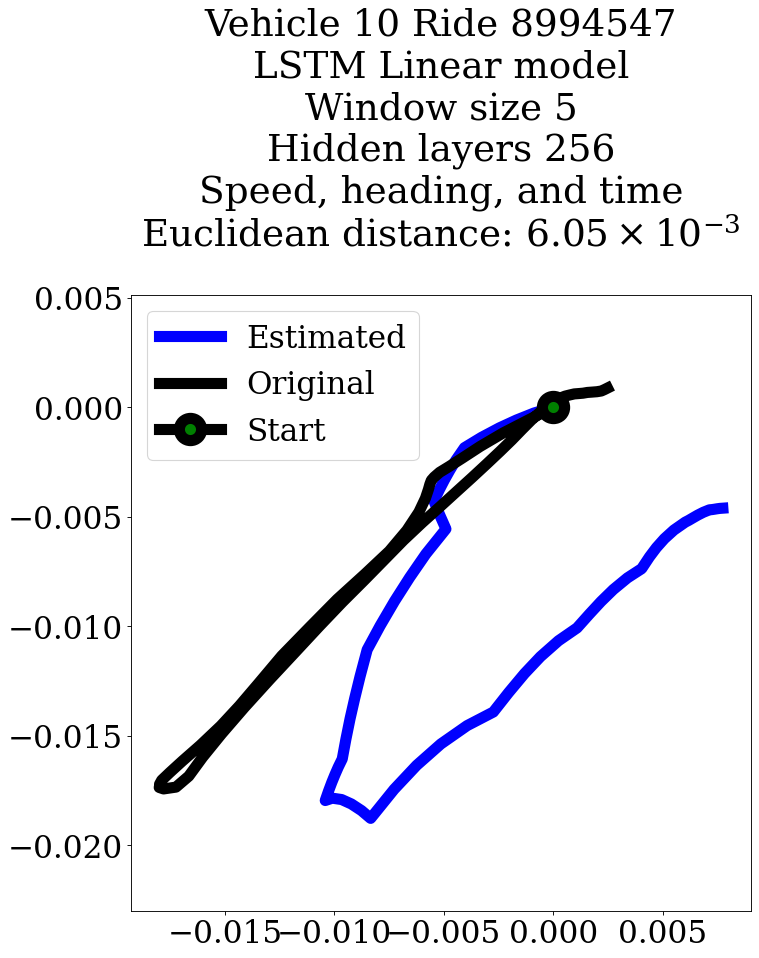 Vehicle 10 Ride 8994547
LSTM Linear model
Window size 5
Hidden layers 256
Speed, heading, and time
Euclidean distance: 6.05 × 10⁻³
0.005
Estimated
Original
Start
0.000
−0.005
−0.010
−0.015
−0.020
−0.015 −0.010 −0.005 0.000 0.005